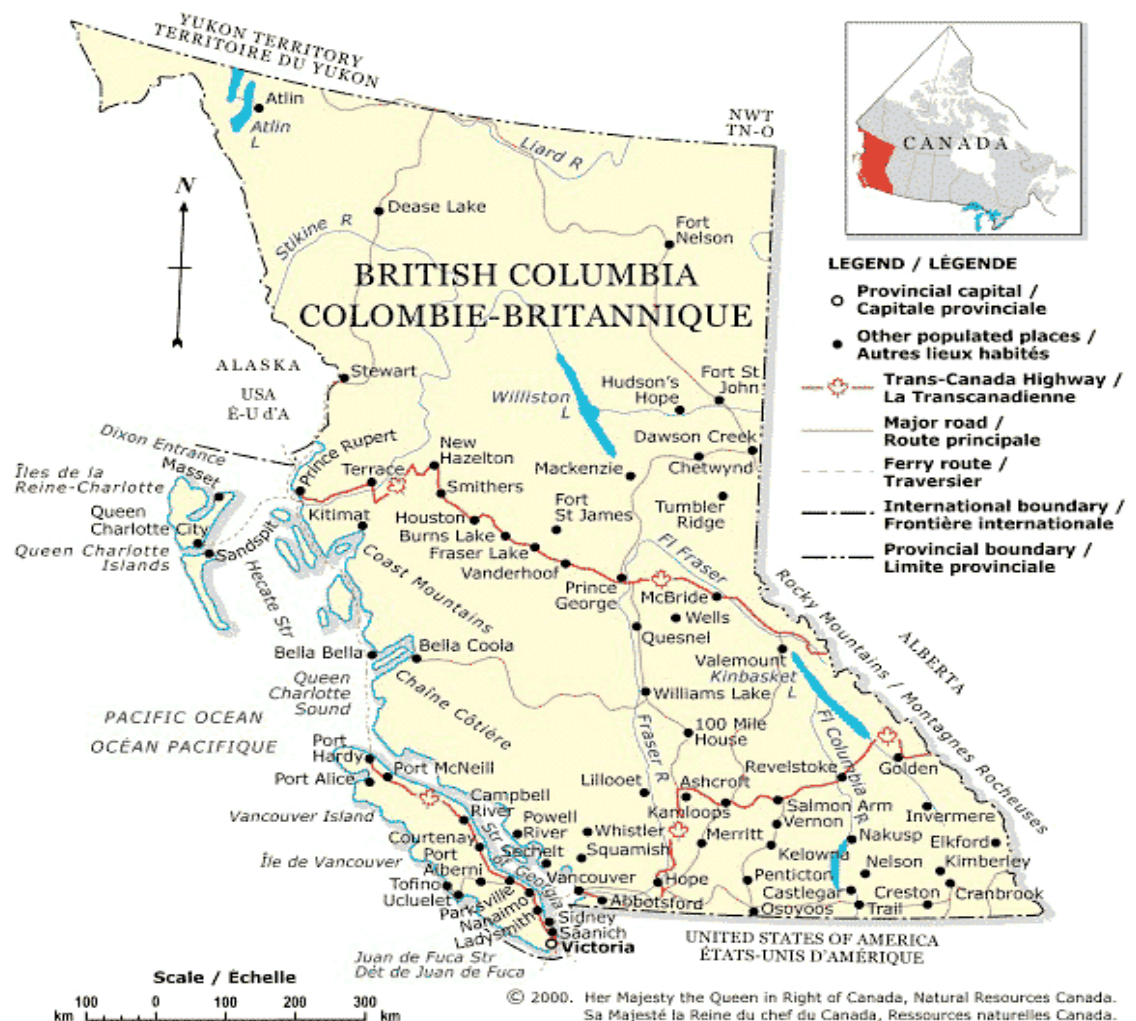 YUKON TERRITORY
TERRITOIRE DU YUKON
NWT
TN-O
CANADA
Atlin
Atlin
L
Liard R
N
Dease Lake
Stikine R
Fort
Nelson
BRITISH COLUMBIA
COLOMBIE-BRITANNIQUE
LEGEND / LÉGENDE
Provincial capital /
Capitale provinciale
Other populated places /
Autres lieux habités
Trans-Canada Highway /
La Transcanadienne
Major road /
Route principale
Ferry route /
Traversier
International boundary /
Frontière internationale
Provincial boundary /
Limite provinciale
ALASKA
USA
É-U d'A
Stewart
Williston
L
Hudson's
Hope
Fort St
John
Dixon Entrance
Masset
Îles de la
Reine-Charlotte
Prince Rupert
Terrace
New
Hazelton
Smithers
Dawson Creek
Mackenzie
Chetwynd
Queen
Charlotte City
Queen Charlotte
Islands
Sandspit
Kitimat
Houston
Burns Lake
Fraser Lake
Vanderhoof
Fort
St James
Tumbler
Ridge
Hecate Str
Coast Mountains
Prince
George
Fl Fraser
McBride
Wells
Quesnel
Rocky Mountains / Montagnes Rocheuses
ALBERTA
Bella Bella
Bella Coola
Valemount
Kinbasket
L
Queen
Charlotte
Sound
Chaîne Côtière
Williams Lake
PACIFIC OCEAN
OCÉAN PACIFIQUE
Fraser R
100 Mile
House
Fl Columbia R
Port
Hardy
Port McNeill
Port Alice
Lillooet
Ashcroft
Revelstoke
Golden
Vancouver Island
Campbell
River
Powell
River
Kamloops
Salmon Arm
Vernon
Invermere
Île de Vancouver
Courtenay
Port
Alberni
Str of Georgia
Sechelt
Whistler
Squamish
Merritt
Kelowna
Nakusp
Elkford
Kimberley
Tofino
Ucluelet
Parksville
Nanaimo
Ladysmith
Vancouver
Hope
Abbotsford
Penticton
Castlegar
Nelson
Creston
Cranbrook
Osoyoos
Trail
Sidney
Saanich
Victoria
Juan de Fuca Str
Dét de Juan de Fuca
UNITED STATES OF AMERICA
ÉTATS-UNIS D'AMÉRIQUE
Scale / Échelle
100 0 100 200 300
km km
© 2000. Her Majesty the Queen in Right of Canada, Natural Resources Canada.
Sa Majesté la Reine du chef du Canada, Ressources naturelles Canada.